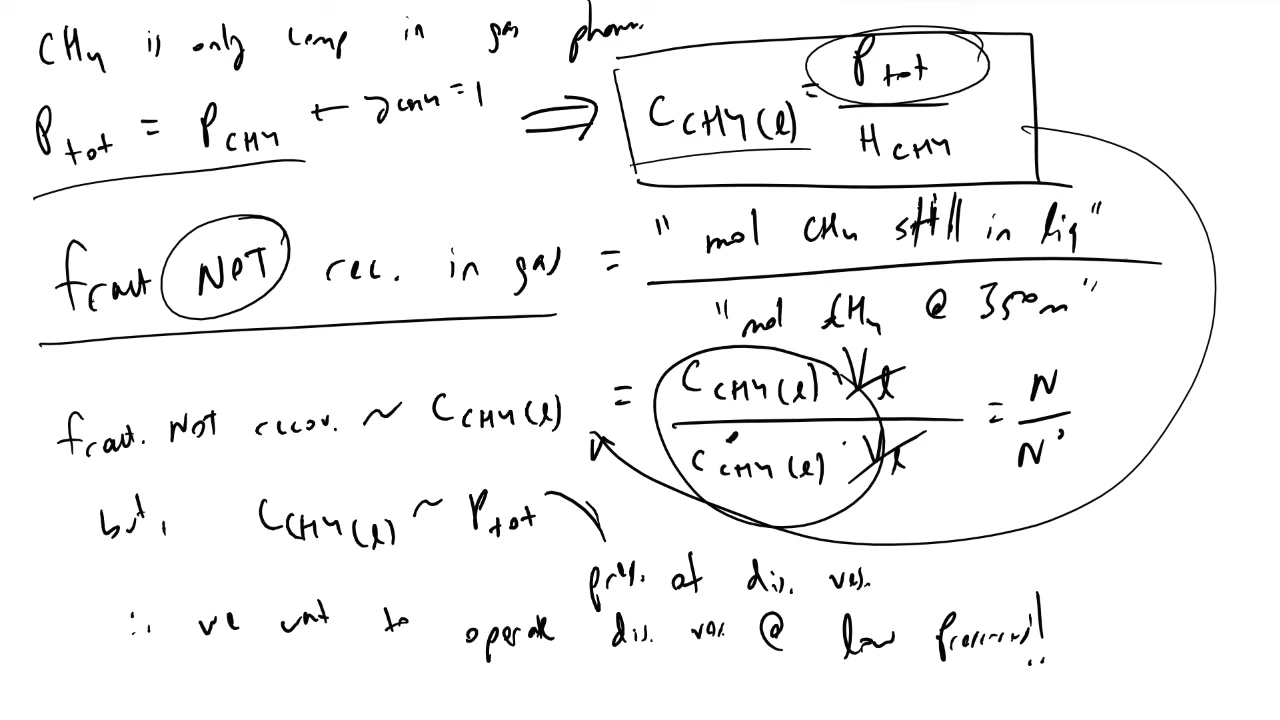 CH4 is only comp in gas phase.
P tot = P CH4 ← y CH4 = 1 ⇒ C CH4 (l) = P tot / H CH4
fract NOT rec. in gas = "mol CH4 still in liq" / "mol CH4 @ 350m"
fract. NOT recov. ~ C CH4 (l) = C CH4 (l) · V l / C° CH4 (l) · V l = N / N°
but, C CH4 (l) ~ P tot
pres. at dis. ves.
∴ we want to operate dis. ves. @ low pressures!!